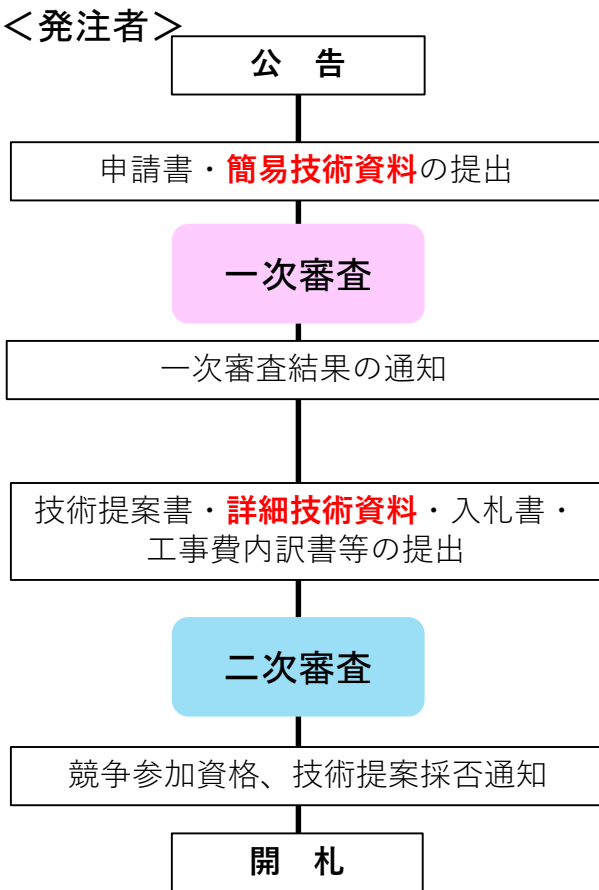 ＜発注者＞
公　告
申請書・簡易技術資料の提出
一次審査
一次審査結果の通知
技術提案書・詳細技術資料・入札書・
工事費内訳書等の提出
二次審査
競争参加資格、技術提案採否通知
開　札